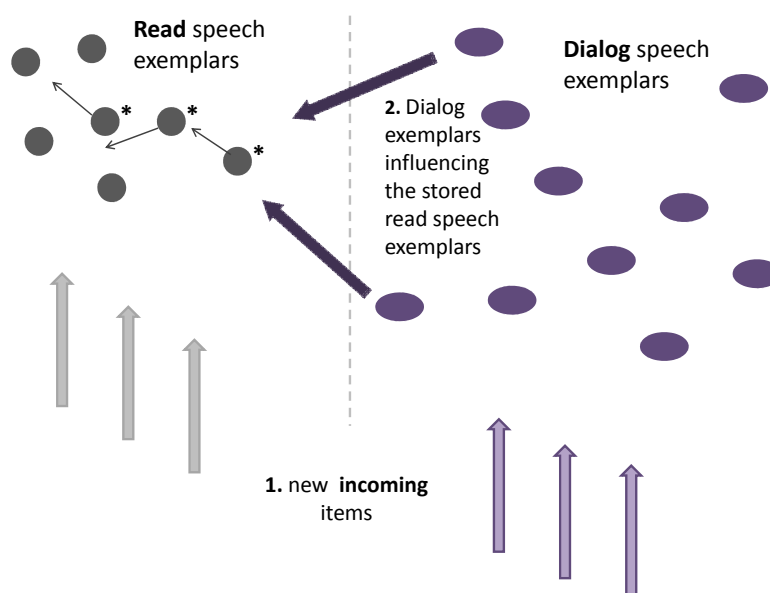 Read speech
exemplars
*
*
*
Dialog speech
exemplars
2. Dialog
exemplars
influencing
the stored
read speech
exemplars
1. new incoming
items